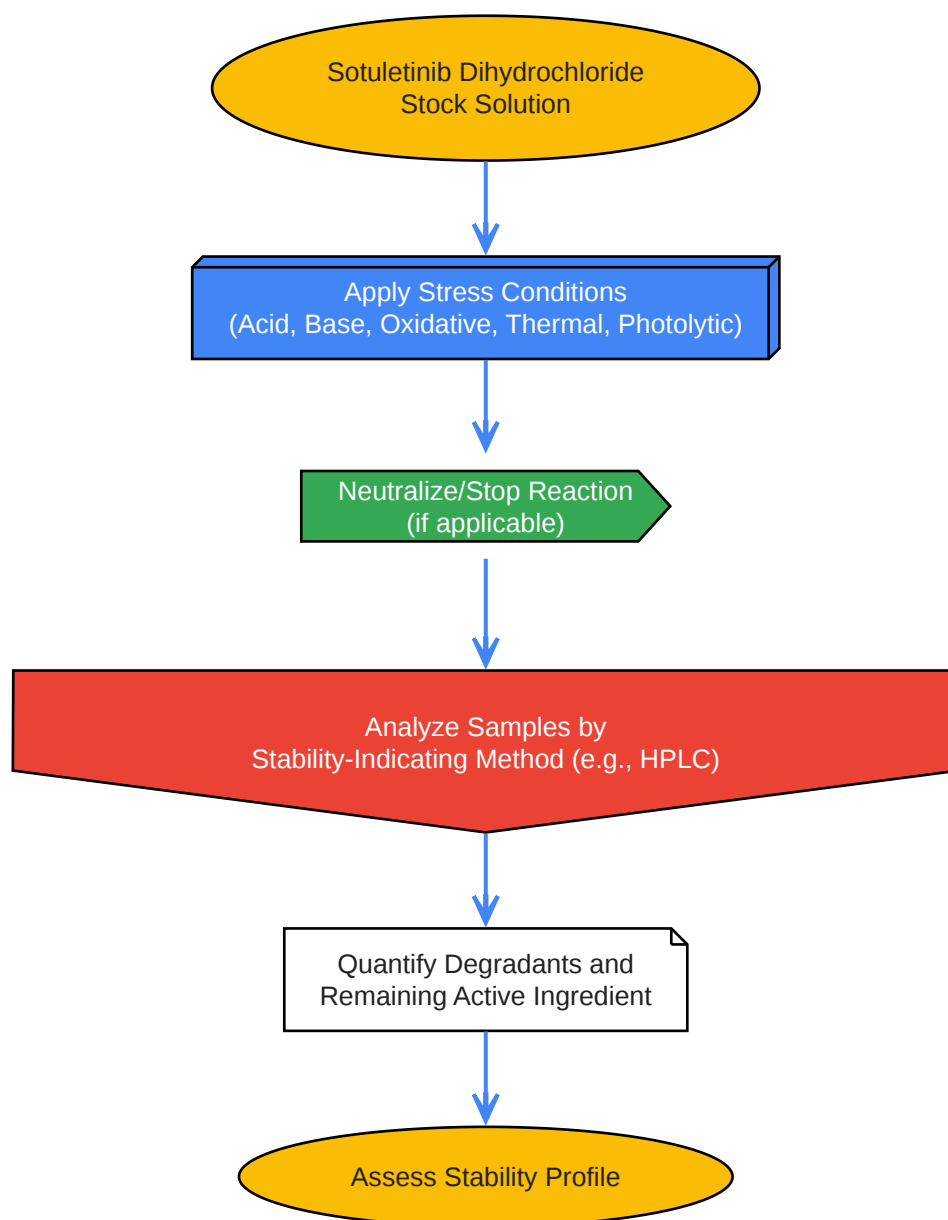 Sotuletinib Dihydrochloride
Stock Solution
Apply Stress Conditions
(Acid, Base, Oxidative, Thermal, Photolytic)
Neutralize/Stop Reaction
(if applicable)
Analyze Samples by
Stability-Indicating Method (e.g., HPLC)
Quantify Degradants and
Remaining Active Ingredient
Assess Stability Profile